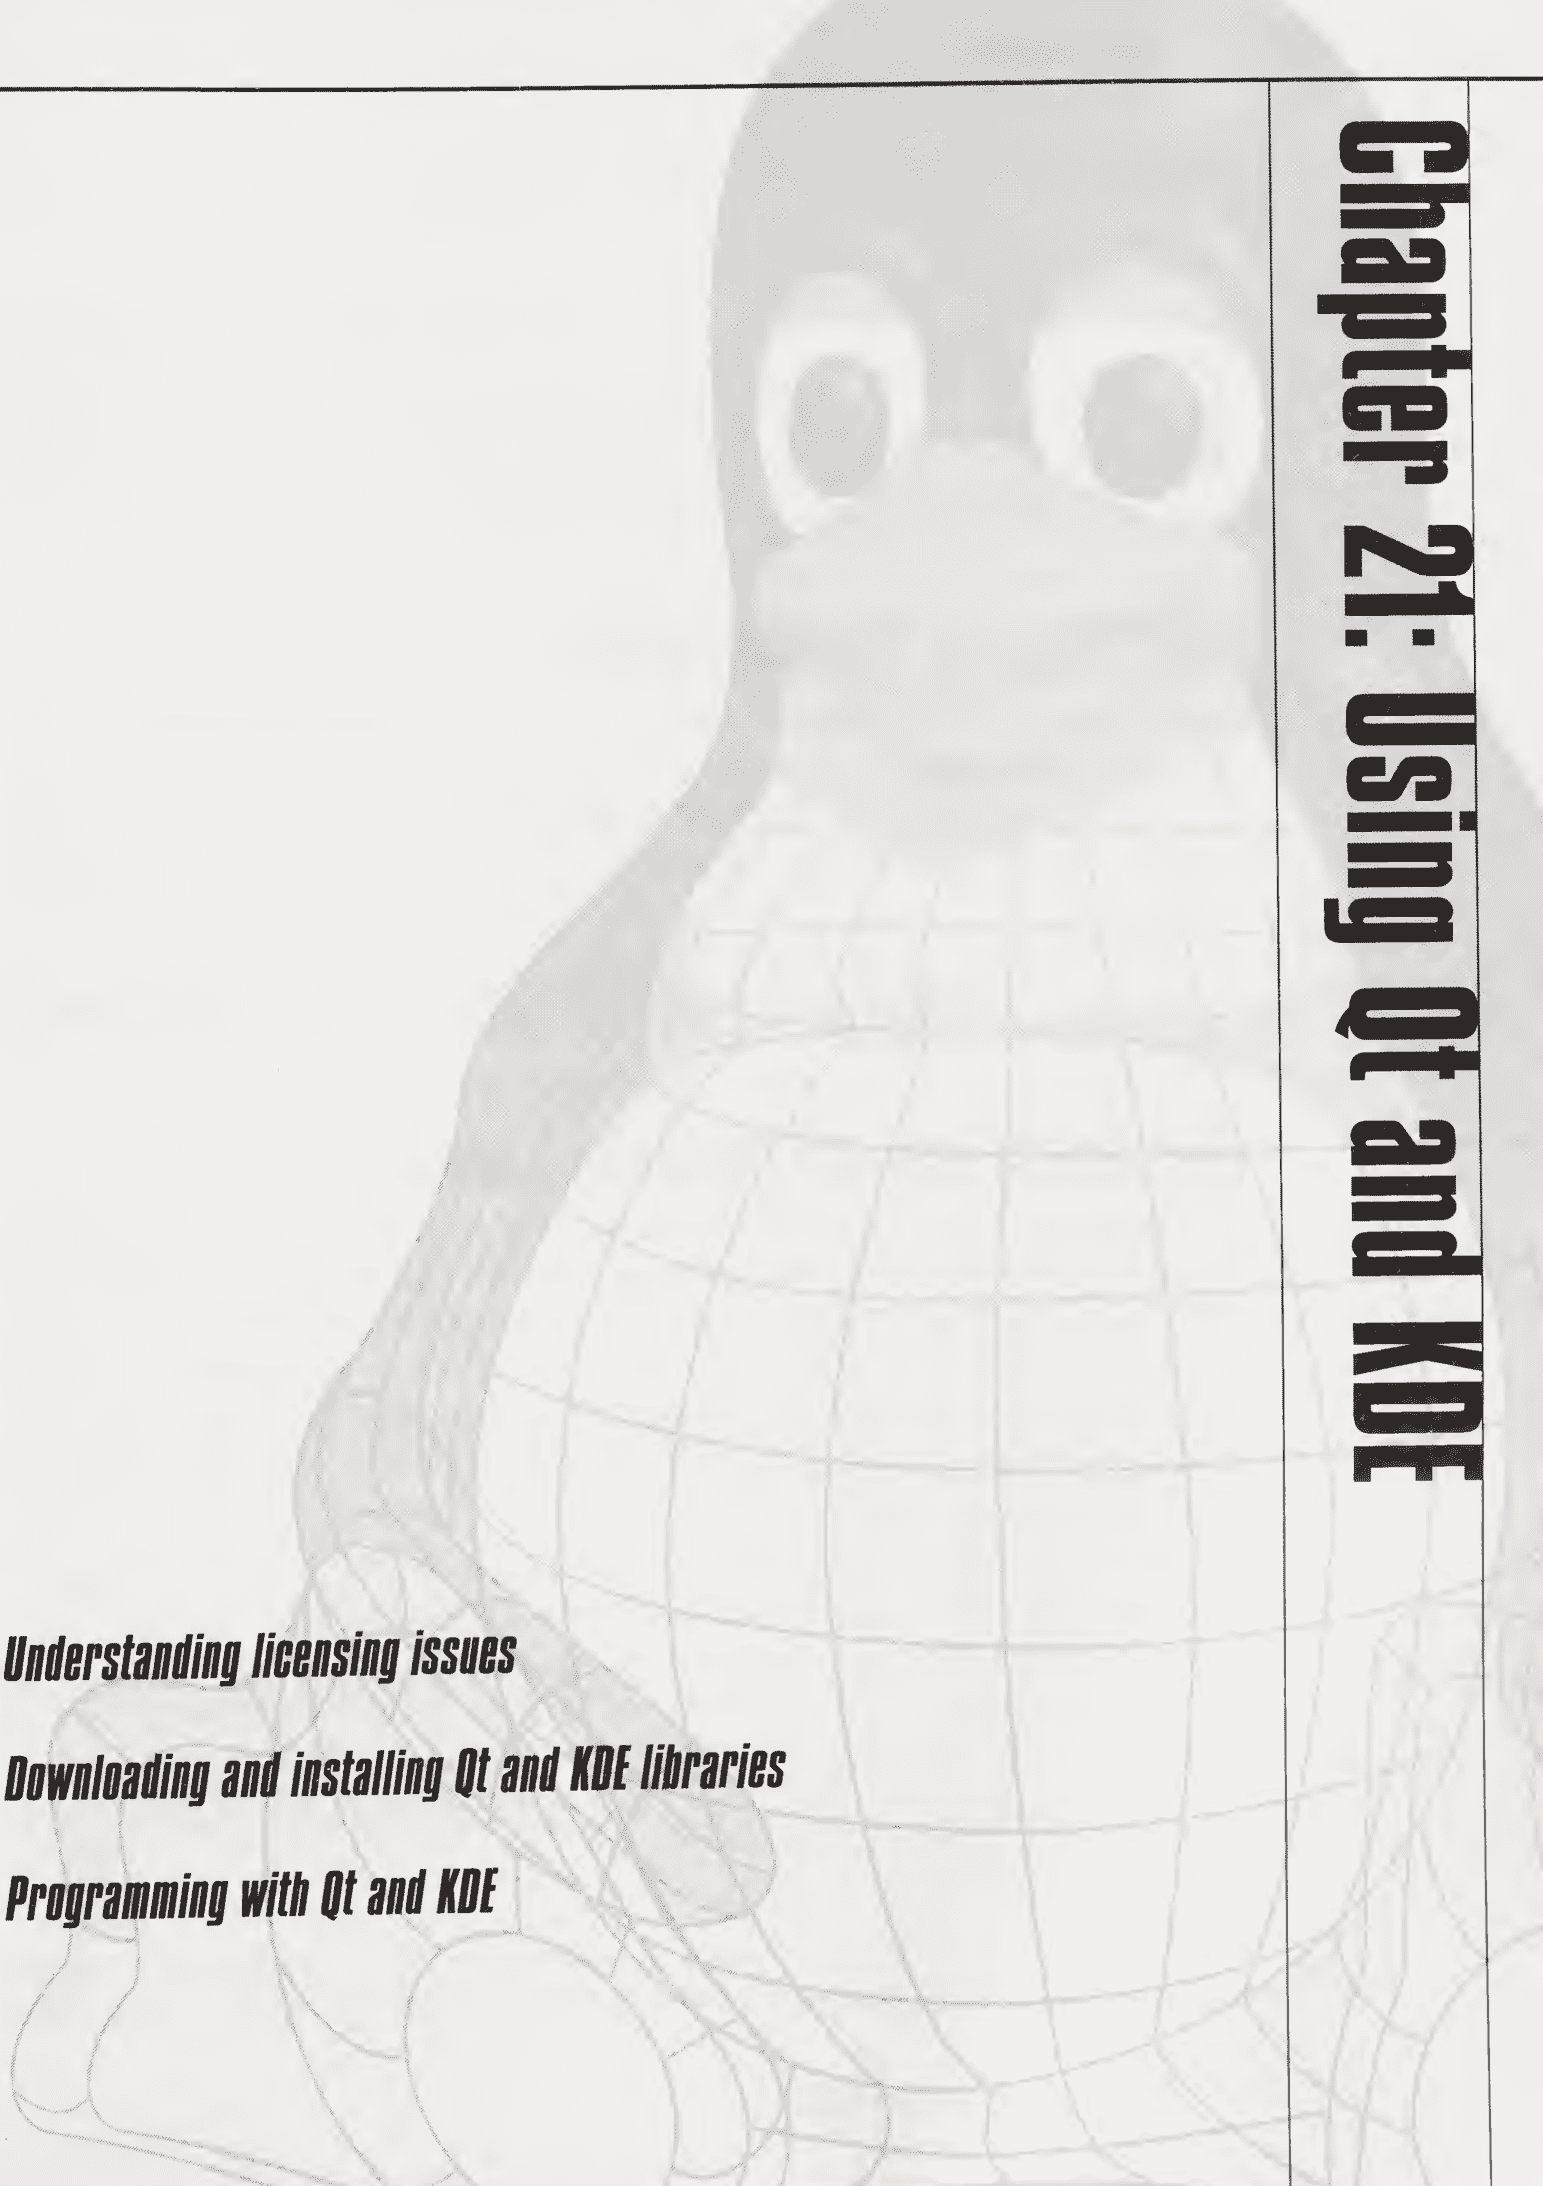 Chapter 21: Using Qt and KDE
Understanding licensing issues
Downloading and installing Qt and KDE libraries
Programming with Qt and KDE